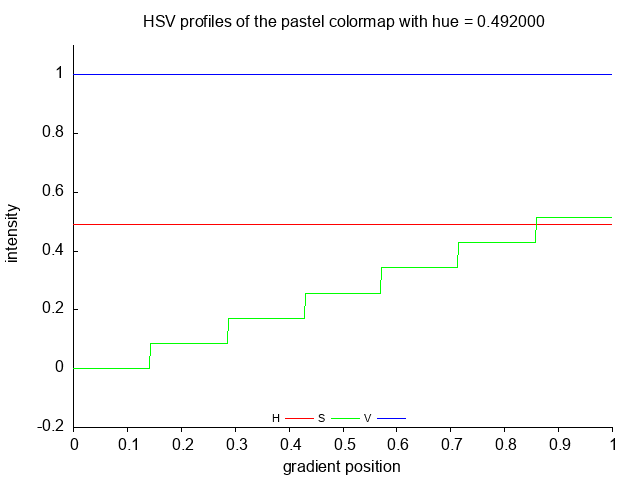 HSV profiles of the pastel colormap with hue = 0.492000
1
0.8
0.6
0.4
0.2
0
-0.2
intensity
H S V
0 0.1 0.2 0.3 0.4 0.5 0.6 0.7 0.8 0.9 1
gradient position